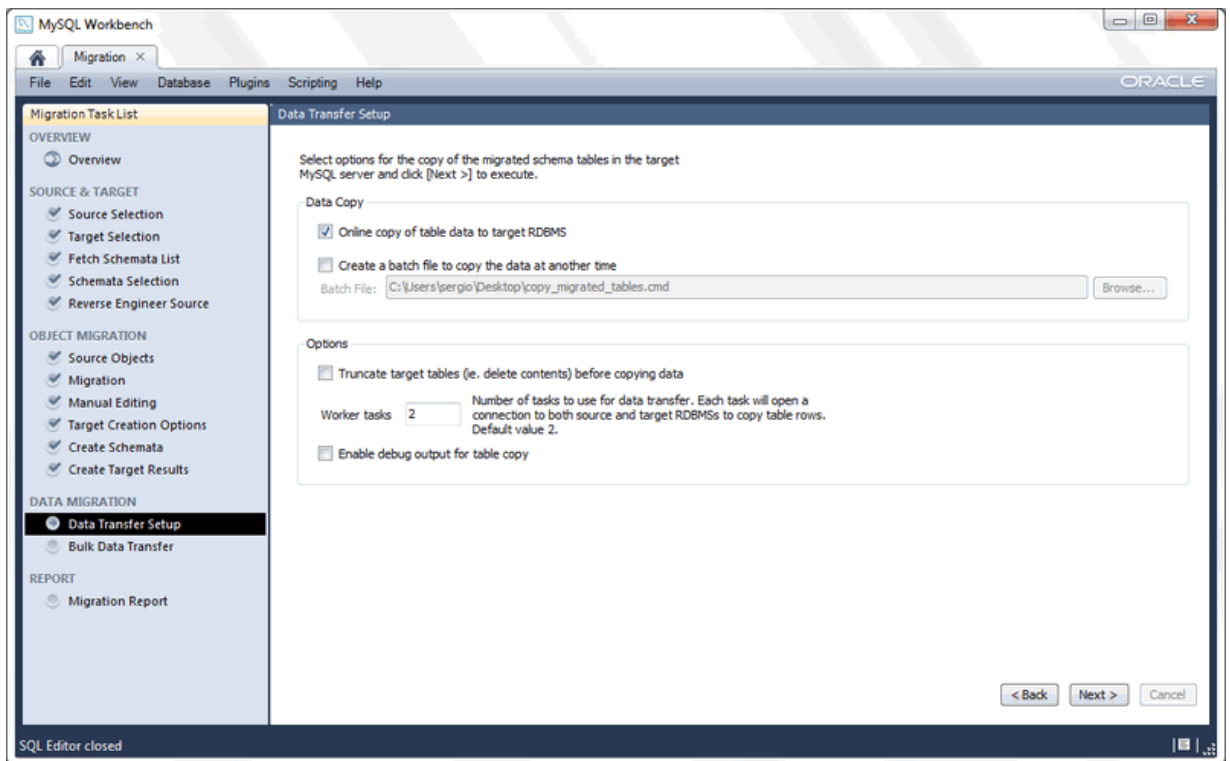 MySQL Workbench
Migration
File Edit View Database Plugins Scripting Help
ORACLE
Migration Task List
OVERVIEW
Overview
SOURCE & TARGET
Source Selection
Target Selection
Fetch Schemata List
Schemata Selection
Reverse Engineer Source
OBJECT MIGRATION
Source Objects
Migration
Manual Editing
Target Creation Options
Create Schemata
Create Target Results
DATA MIGRATION
Data Transfer Setup
Bulk Data Transfer
REPORT
Migration Report
Data Transfer Setup
Select options for the copy of the migrated schema tables in the target
MySQL server and click [Next >] to execute.
Data Copy
Online copy of table data to target RDBMS
Create a batch file to copy the data at another time
Batch File: C:\Users\sergio\Desktop\copy_migrated_tables.cmd Browse...
Options
Truncate target tables (ie. delete contents) before copying data
Worker tasks 2
Number of tasks to use for data transfer. Each task will open a
connection to both source and target RDBMSs to copy table rows.
Default value 2.
Enable debug output for table copy
< Back Next > Cancel
SQL Editor closed